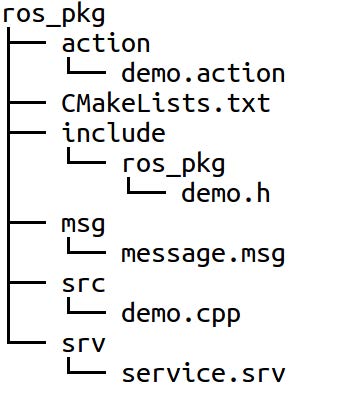 ros_pkg
action
demo.action
CMakeLists.txt
include
ros_pkg
demo.h
msg
message.msg
src
demo.cpp
srv
service.srv